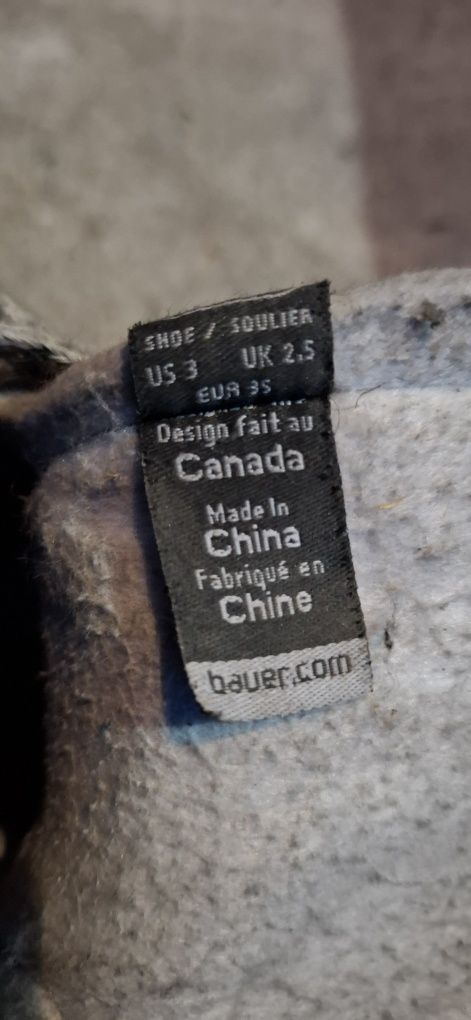 SHOE / SOULIER
US 3 UK 2.5
EUR 35
Design fait au
Canada
Made In
China
Fabriqué en
Chine
bauer.com